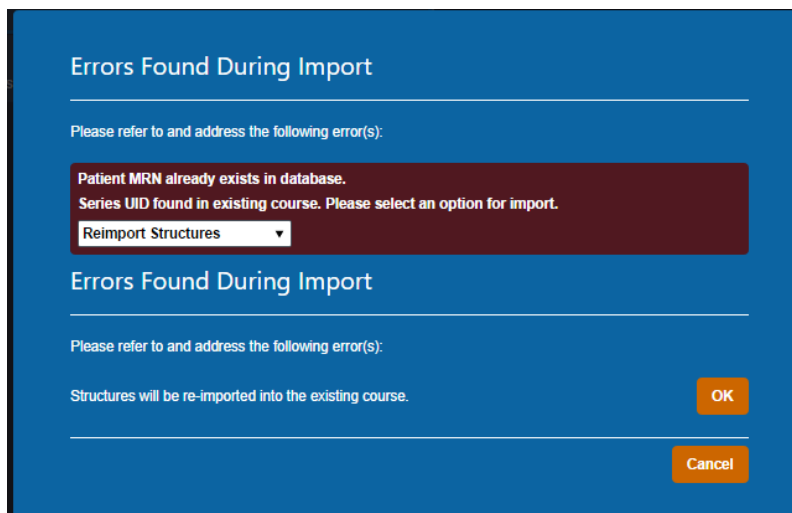 Errors Found During Import
Please refer to and address the following error(s):
Patient MRN already exists in database.
Series UID found in existing course. Please select an option for import.
Reimport Structures
Errors Found During Import
Please refer to and address the following error(s):
Structures will be re-imported into the existing course.
OK
Cancel